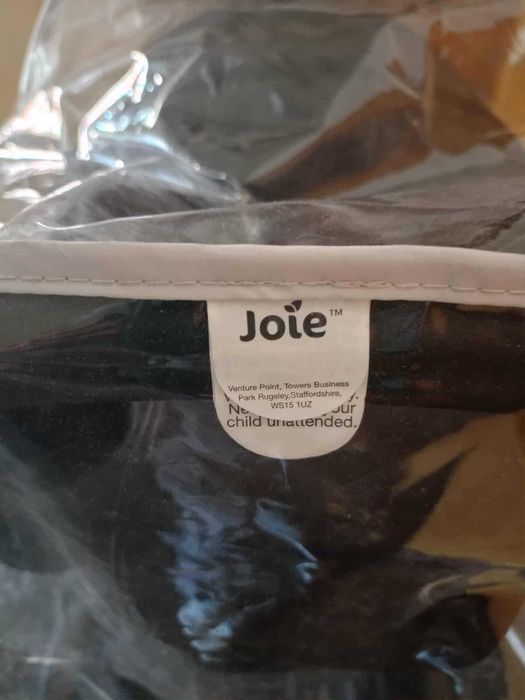 Joie™
Venture Point, Towers Business
Park Rugeley,Staffordshire,
WS15 1UZ
child unattended.